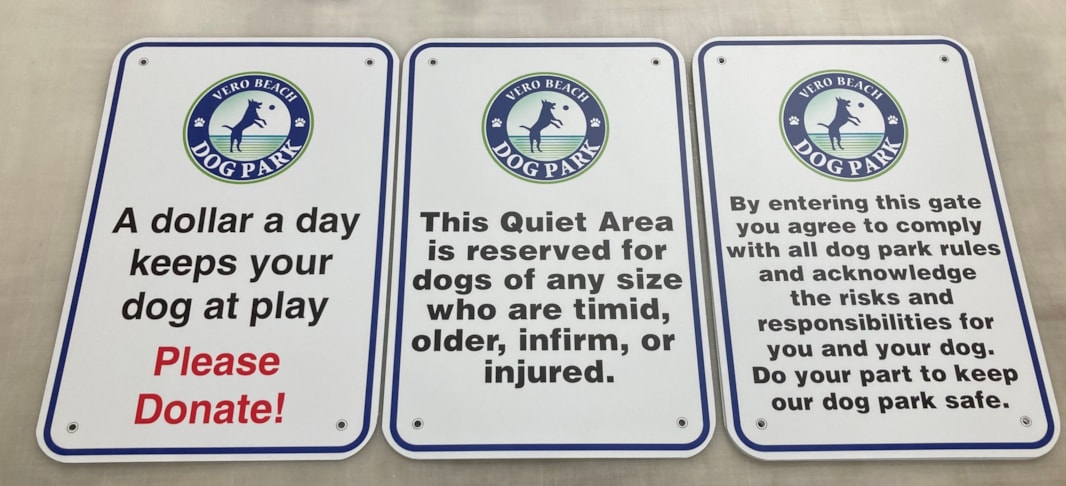 VERO BEACH
DOG PARK
A dollar a day
keeps your
dog at play
Please
Donate!
VERO BEACH
DOG PARK
This Quiet Area
is reserved for
dogs of any size
who are timid,
older, infirm, or
injured.
VERO BEACH
DOG PARK
By entering this gate
you agree to comply
with all dog park rules
and acknowledge
the risks and
responsibilities for
you and your dog.
Do your part to keep
our dog park safe.